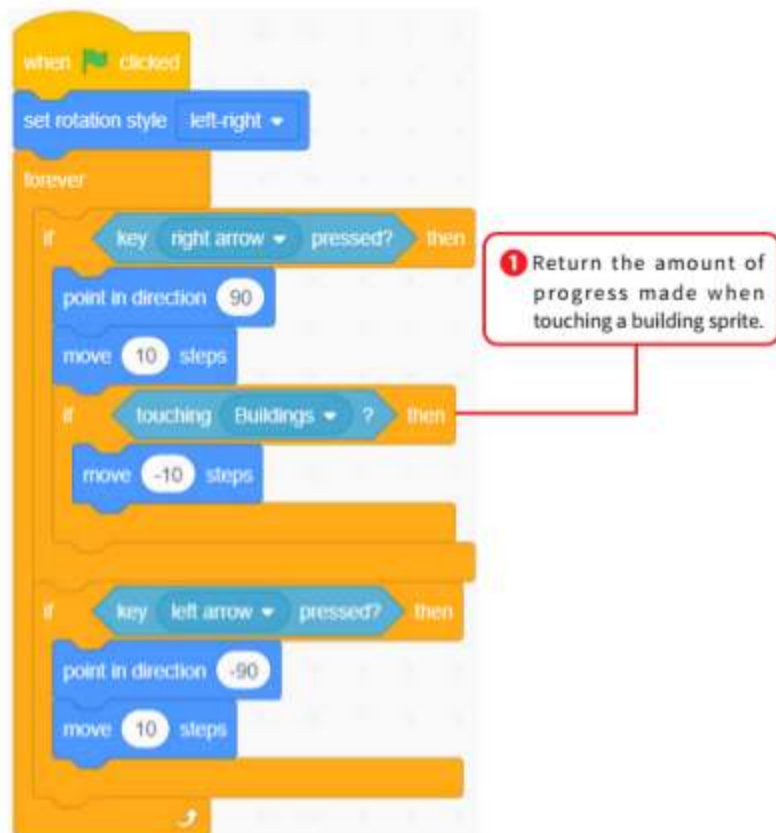 when clicked
set rotation style left-right
forever
if key right arrow pressed? then
point in direction 90
move 10 steps
if touching Buildings ? then
move -10 steps
if key left arrow pressed? then
point in direction -90
move 10 steps
1 Return the amount of
progress made when
touching a building sprite.